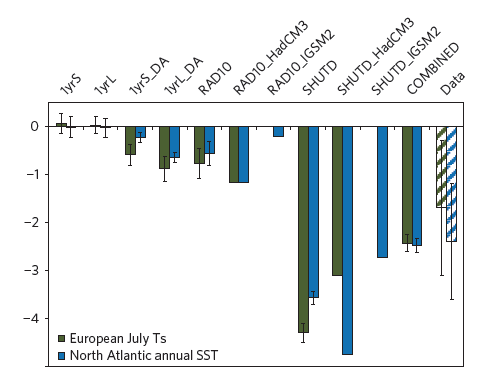 1yrS
1yrL
1yrS_DA
1yrL_DA
RAD10
RAD10_HadCM3
RAD10_IGSM2
SHUTD
SHUTD_HadCM3
SHUTD_IGSM2
COMBINED
Data
0
−1
−2
−3
−4
European July Ts
North Atlantic annual SST